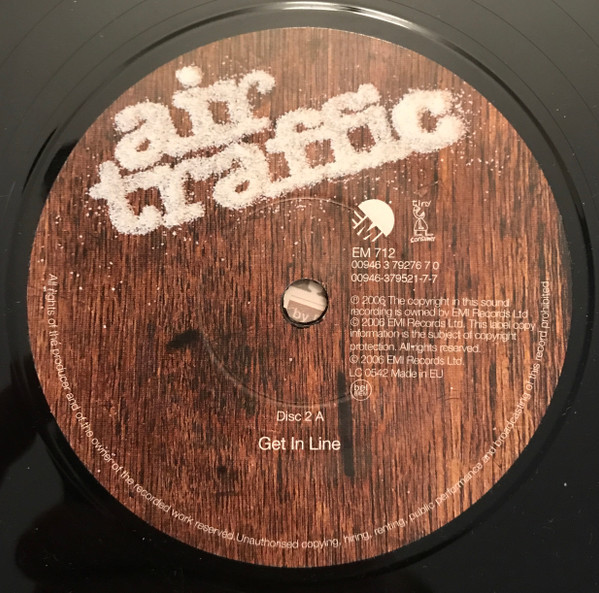 air
traffic
EMI
Tiny
Consumer
EM 712
00946 3 79276 7 0
00946-379521-7-7
℗ 2006 The copyright in this sound
recording is owned by EMI Records Ltd
© 2006 EMI Records Ltd. This label copy
information is the subject of copyright
protection. All rights reserved.
© 2006 EMI Records Ltd.
LC 0542 Made in EU
by
Disc 2 A
Get In Line
All rights of the producer and of the owner of the recorded work reserved.Unauthorised copying, hiring, renting, public performance and broadcasting of this record prohibited.